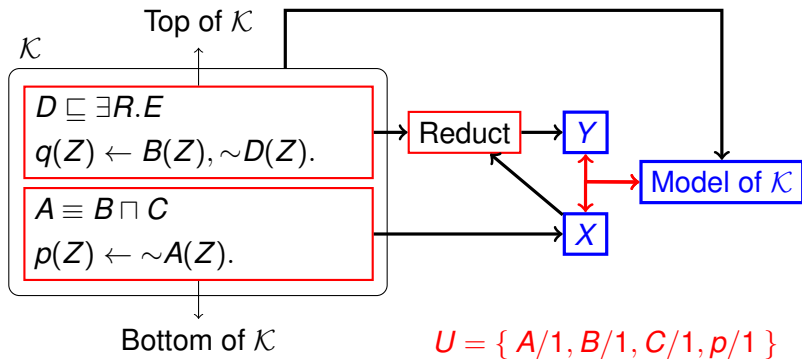 Top of 𝒦
𝒦
D ⊑ ∃R.E
q(Z) ← B(Z), ∼D(Z).
A ≡ B ⊓ C
p(Z) ← ∼A(Z).
Bottom of 𝒦
Reduct
Y
X
Model of 𝒦
U = { A/1, B/1, C/1, p/1 }